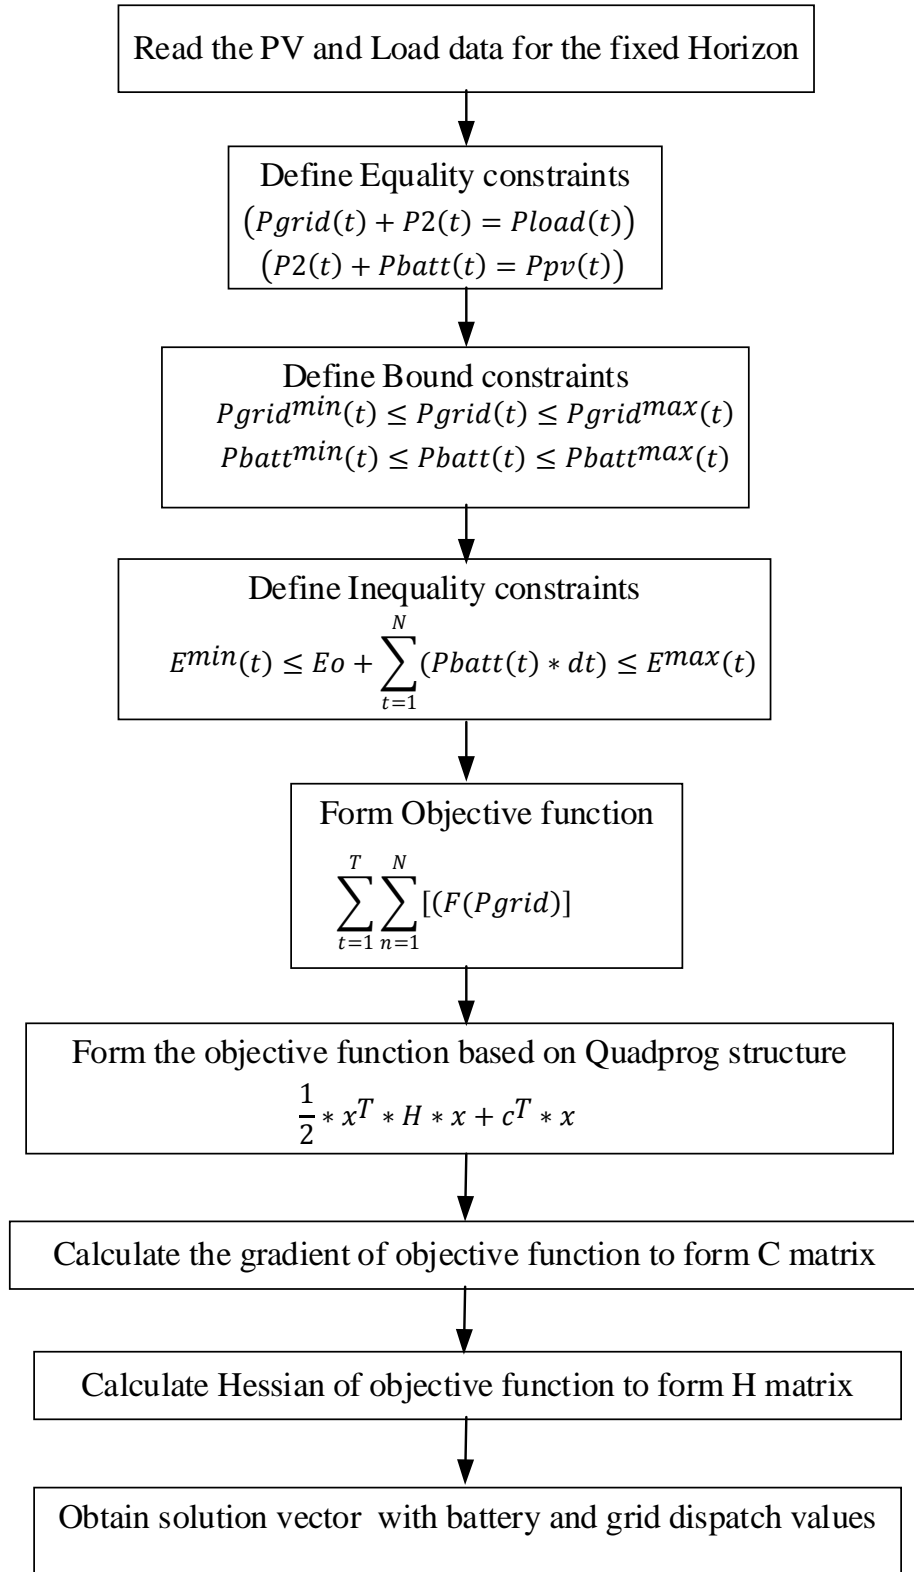 Read the PV and Load data for the fixed Horizon
Define Equality constraints
(Pgrid(t) + P2(t) = Pload(t))
(P2(t) + Pbatt(t) = Ppv(t))
Define Bound constraints
Pgrid^min(t) ≤ Pgrid(t) ≤ Pgrid^max(t)
Pbatt^min(t) ≤ Pbatt(t) ≤ Pbatt^max(t)
Define Inequality constraints
E^min(t) ≤ Eo + ∑_{t=1}^{N}(Pbatt(t) * dt) ≤ E^max(t)
Form Objective function
∑_{t=1}^{T} ∑_{n=1}^{N} [(F(Pgrid)]
Form the objective function based on Quadprog structure
1/2 * x^T * H * x + c^T * x
Calculate the gradient of objective function to form C matrix
Calculate Hessian of objective function to form H matrix
Obtain solution vector with battery and grid dispatch values